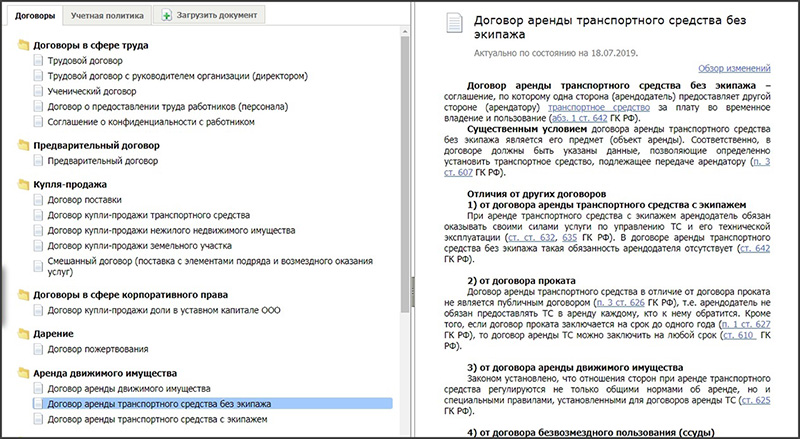 Договоры
Учетная политика
Загрузить документ
Договоры в сфере труда
Трудовой договор
Трудовой договор с руководителем организации (директором)
Ученический договор
Договор о предоставлении труда работников (персонала)
Соглашение о конфиденциальности с работником
Предварительный договор
Предварительный договор
Купля-продажа
Договор поставки
Договор купли-продажи транспортного средства
Договор купли-продажи нежилого недвижимого имущества
Договор купли-продажи земельного участка
Смешанный договор (поставка с элементами подряда и возмездного оказания
услуг)
Договоры в сфере корпоративного права
Договор купли-продажи доли в уставном капитале ООО
Дарение
Договор пожертвования
Аренда движимого имущества
Договор аренды движимого имущества
Договор аренды транспортного средства без экипажа
Договор аренды транспортного средства с экипажем
Договор аренды транспортного средства без
экипажа
Актуально по состоянию на 18.07.2019.
Обзор изменений
Договор аренды транспортного средства без экипажа –
соглашение, по которому одна сторона (арендодатель) предоставляет другой
стороне (арендатору) транспортное средство за плату во временное
владение и пользование (абз. 1 ст. 642 ГК РФ).
Существенным условием договора аренды транспортного средства
без экипажа является его предмет (объект аренды). Соответственно, в
договоре должны быть указаны данные, позволяющие определенно
установить транспортное средство, подлежащее передаче арендатору (п. 3
ст. 607 ГК РФ).
Отличия от других договоров
1) от договора аренды транспортного средства с экипажем
При аренде транспортного средства с экипажем арендодатель обязан
оказывать своими силами услуги по управлению ТС и его технической
эксплуатации (ст. ст. 632, 635 ГК РФ). В договоре аренды транспортного
средства без экипажа такая обязанность арендодателя отсутствует (ст. 642
ГК РФ).
2) от договора проката
Договор аренды транспортного средства в отличие от договора проката
не является публичным договором (п. 3 ст. 626 ГК РФ), т.е. арендодатель не
обязан предоставлять ТС в аренду каждому, кто к нему обратится. Кроме
того, если договор проката заключается на срок до одного года (п. 1 ст. 627
ГК РФ), то договор аренды ТС можно заключить на любой срок (ст. 610 ГК
РФ).
3) от договора аренды движимого имущества
Законом установлено, что отношения сторон при аренде транспортного
средства регулируются не только общими нормами об аренде, но и
специальными правилами, установленными для договоров аренды ТС (ст. 625
ГК РФ).
4) от договора безвозмездного пользования (ссуды)